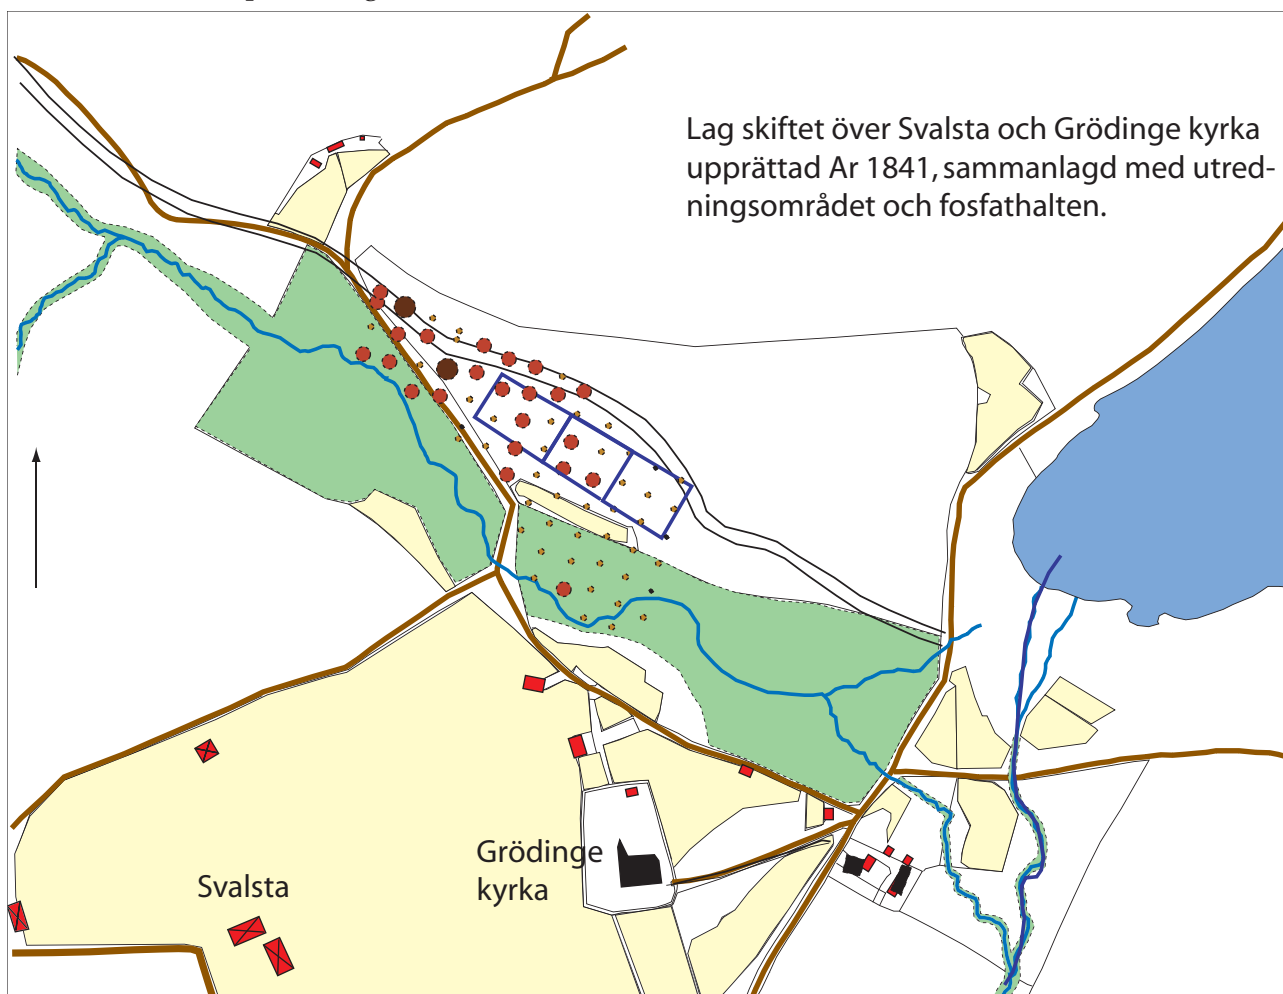 Lag skiftet över Svalsta och Grödinge kyrka
upprättad Ar 1841, sammanlagd med utred-
ningsområdet och fosfathalten.
Grödinge
kyrka
Svalsta